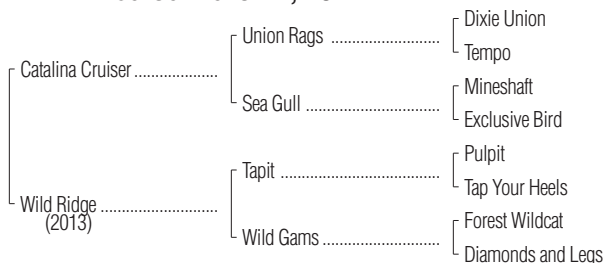 Dixie Union
Union Rags ....................
Tempo
Catalina Cruiser ...............
Mineshaft
Sea Gull .........................
Exclusive Bird
Pulpit
Tapit .............................
Tap Your Heels
Wild Ridge .....................
(2013)
Forest Wildcat
Wild Gams ......................
Diamonds and Legs